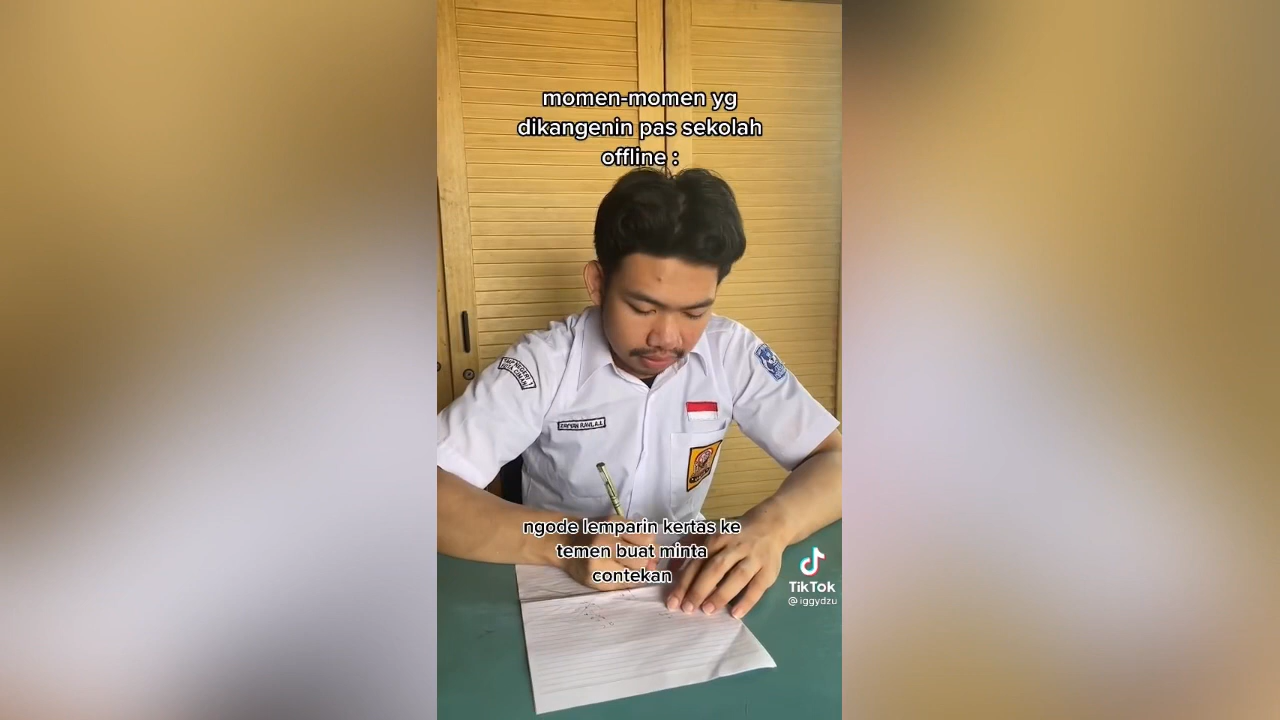 momen-momen yg
dikangenin pas sekolah
offline :
ngode lemparin kertas ke
temen buat minta
contekan
TikTok
@iggydzu